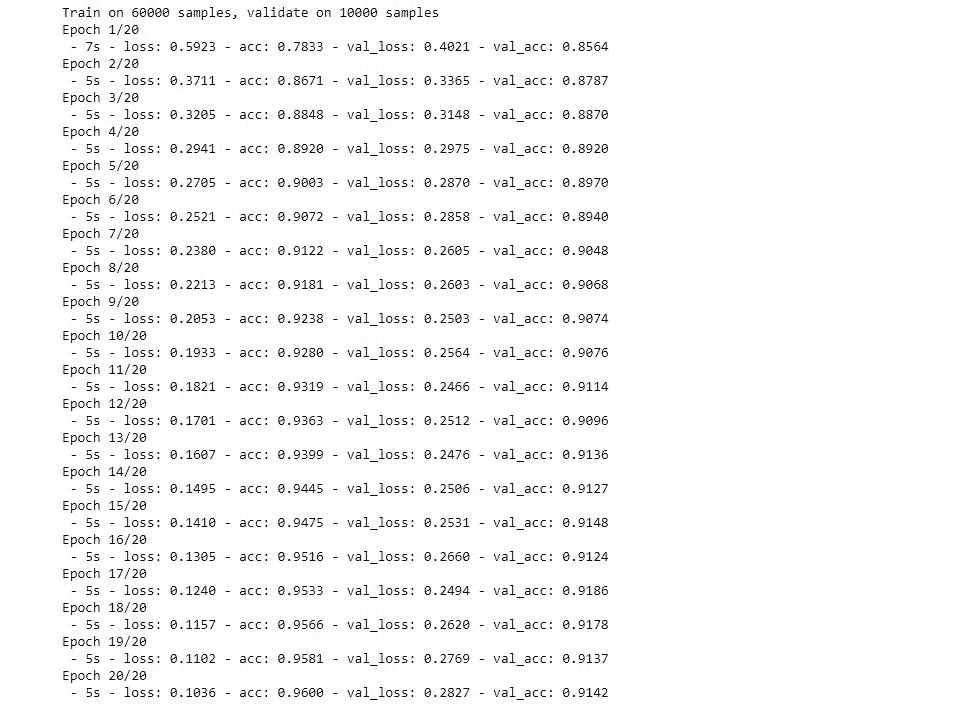 Train on 60000 samples, validate on 10000 samples
Epoch 1/20
- 7s - loss: 0.5923 - acc: 0.7833 - val_loss: 0.4021 - val_acc: 0.8564
Epoch 2/20
- 5s - loss: 0.3711 - acc: 0.8671 - val_loss: 0.3365 - val_acc: 0.8787
Epoch 3/20
- 5s - loss: 0.3205 - acc: 0.8848 - val_loss: 0.3148 - val_acc: 0.8870
Epoch 4/20
- 5s - loss: 0.2941 - acc: 0.8920 - val_loss: 0.2975 - val_acc: 0.8920
Epoch 5/20
- 5s - loss: 0.2705 - acc: 0.9003 - val_loss: 0.2870 - val_acc: 0.8970
Epoch 6/20
- 5s - loss: 0.2521 - acc: 0.9072 - val_loss: 0.2858 - val_acc: 0.8940
Epoch 7/20
- 5s - loss: 0.2380 - acc: 0.9122 - val_loss: 0.2605 - val_acc: 0.9048
Epoch 8/20
- 5s - loss: 0.2213 - acc: 0.9181 - val_loss: 0.2603 - val_acc: 0.9068
Epoch 9/20
- 5s - loss: 0.2053 - acc: 0.9238 - val_loss: 0.2503 - val_acc: 0.9074
Epoch 10/20
- 5s - loss: 0.1933 - acc: 0.9280 - val_loss: 0.2564 - val_acc: 0.9076
Epoch 11/20
- 5s - loss: 0.1821 - acc: 0.9319 - val_loss: 0.2466 - val_acc: 0.9114
Epoch 12/20
- 5s - loss: 0.1701 - acc: 0.9363 - val_loss: 0.2512 - val_acc: 0.9096
Epoch 13/20
- 5s - loss: 0.1607 - acc: 0.9399 - val_loss: 0.2476 - val_acc: 0.9136
Epoch 14/20
- 5s - loss: 0.1495 - acc: 0.9445 - val_loss: 0.2506 - val_acc: 0.9127
Epoch 15/20
- 5s - loss: 0.1410 - acc: 0.9475 - val_loss: 0.2531 - val_acc: 0.9148
Epoch 16/20
- 5s - loss: 0.1305 - acc: 0.9516 - val_loss: 0.2660 - val_acc: 0.9124
Epoch 17/20
- 5s - loss: 0.1240 - acc: 0.9533 - val_loss: 0.2494 - val_acc: 0.9186
Epoch 18/20
- 5s - loss: 0.1157 - acc: 0.9566 - val_loss: 0.2620 - val_acc: 0.9178
Epoch 19/20
- 5s - loss: 0.1102 - acc: 0.9581 - val_loss: 0.2769 - val_acc: 0.9137
Epoch 20/20
- 5s - loss: 0.1036 - acc: 0.9600 - val_loss: 0.2827 - val_acc: 0.9142